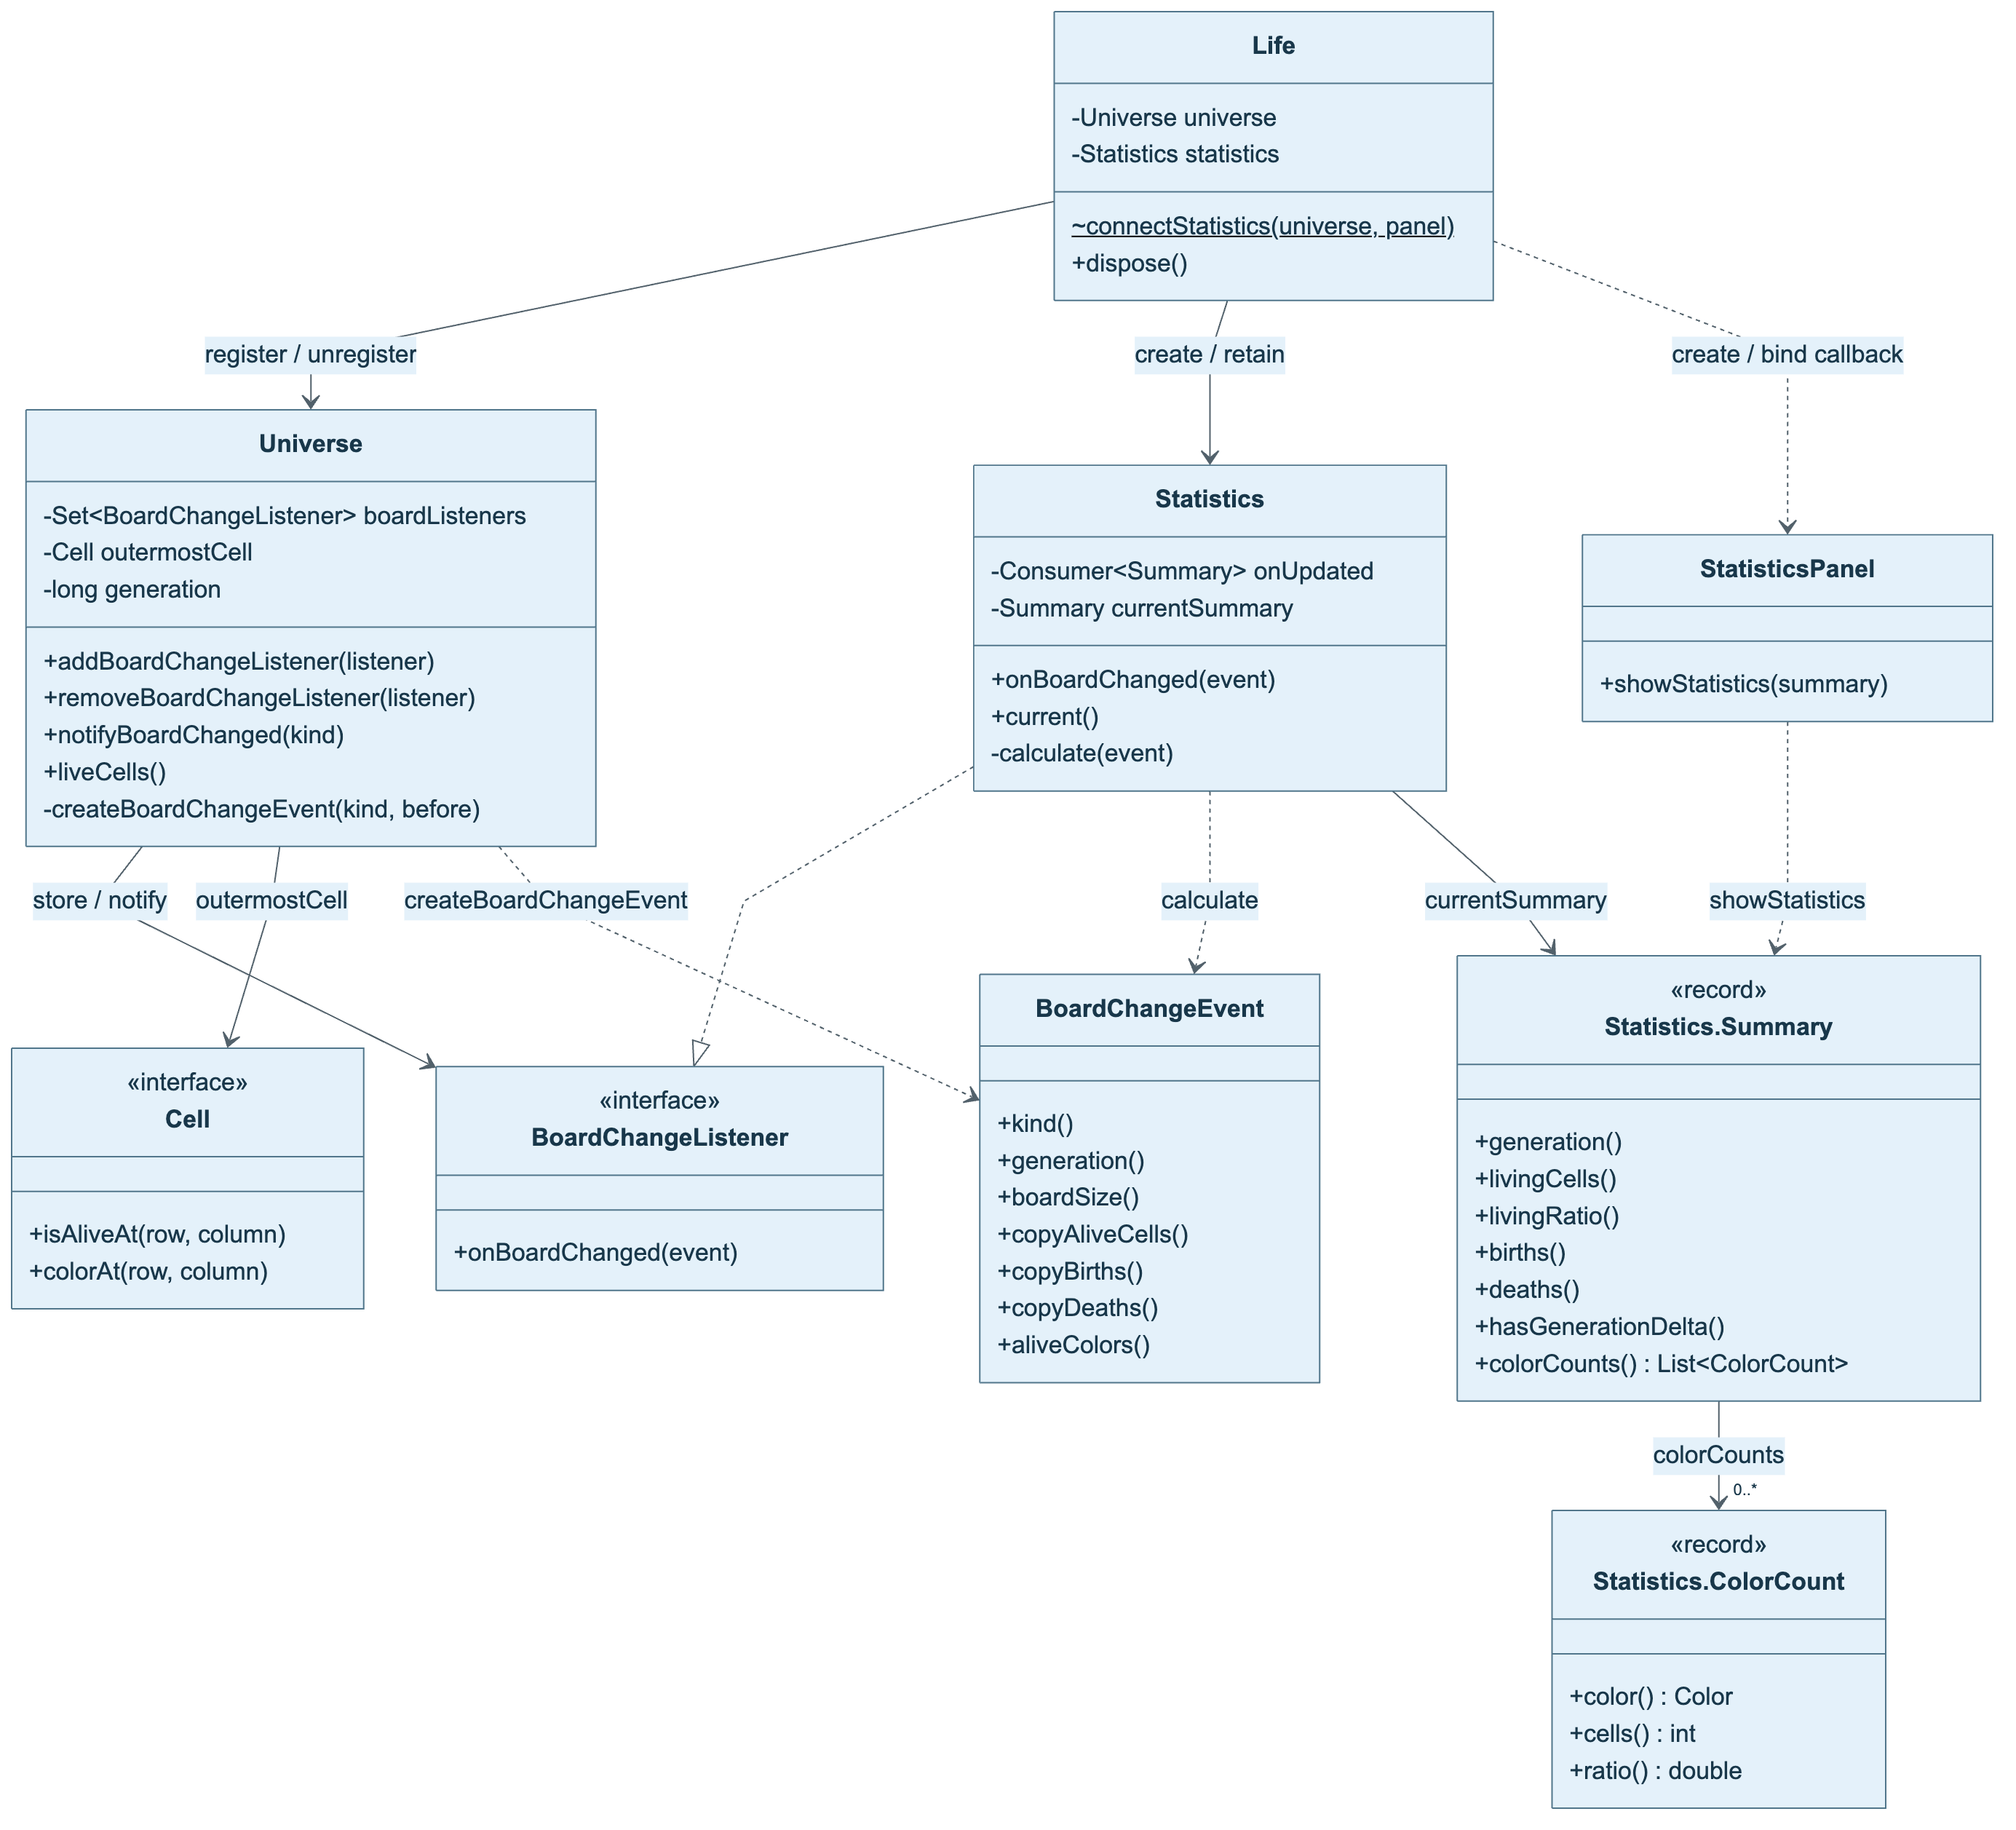 Life
-Universe universe
-Statistics statistics
~connectStatistics(universe, panel)
+dispose()
register / unregister
create / retain
create / bind callback
Universe
-Set<BoardChangeListener> boardListeners
-Cell outermostCell
-long generation
+addBoardChangeListener(listener)
+removeBoardChangeListener(listener)
+notifyBoardChanged(kind)
+liveCells()
-createBoardChangeEvent(kind, before)
Statistics
-Consumer<Summary> onUpdated
-Summary currentSummary
+onBoardChanged(event)
+current()
-calculate(event)
StatisticsPanel
+showStatistics(summary)
store / notify
outermostCell
createBoardChangeEvent
calculate
currentSummary
showStatistics
«interface»
Cell
+isAliveAt(row, column)
+colorAt(row, column)
«interface»
BoardChangeListener
+onBoardChanged(event)
BoardChangeEvent
+kind()
+generation()
+boardSize()
+copyAliveCells()
+copyBirths()
+copyDeaths()
+aliveColors()
«record»
Statistics.Summary
+generation()
+livingCells()
+livingRatio()
+births()
+deaths()
+hasGenerationDelta()
+colorCounts() : List<ColorCount>
colorCounts
0..*
«record»
Statistics.ColorCount
+color() : Color
+cells() : int
+ratio() : double